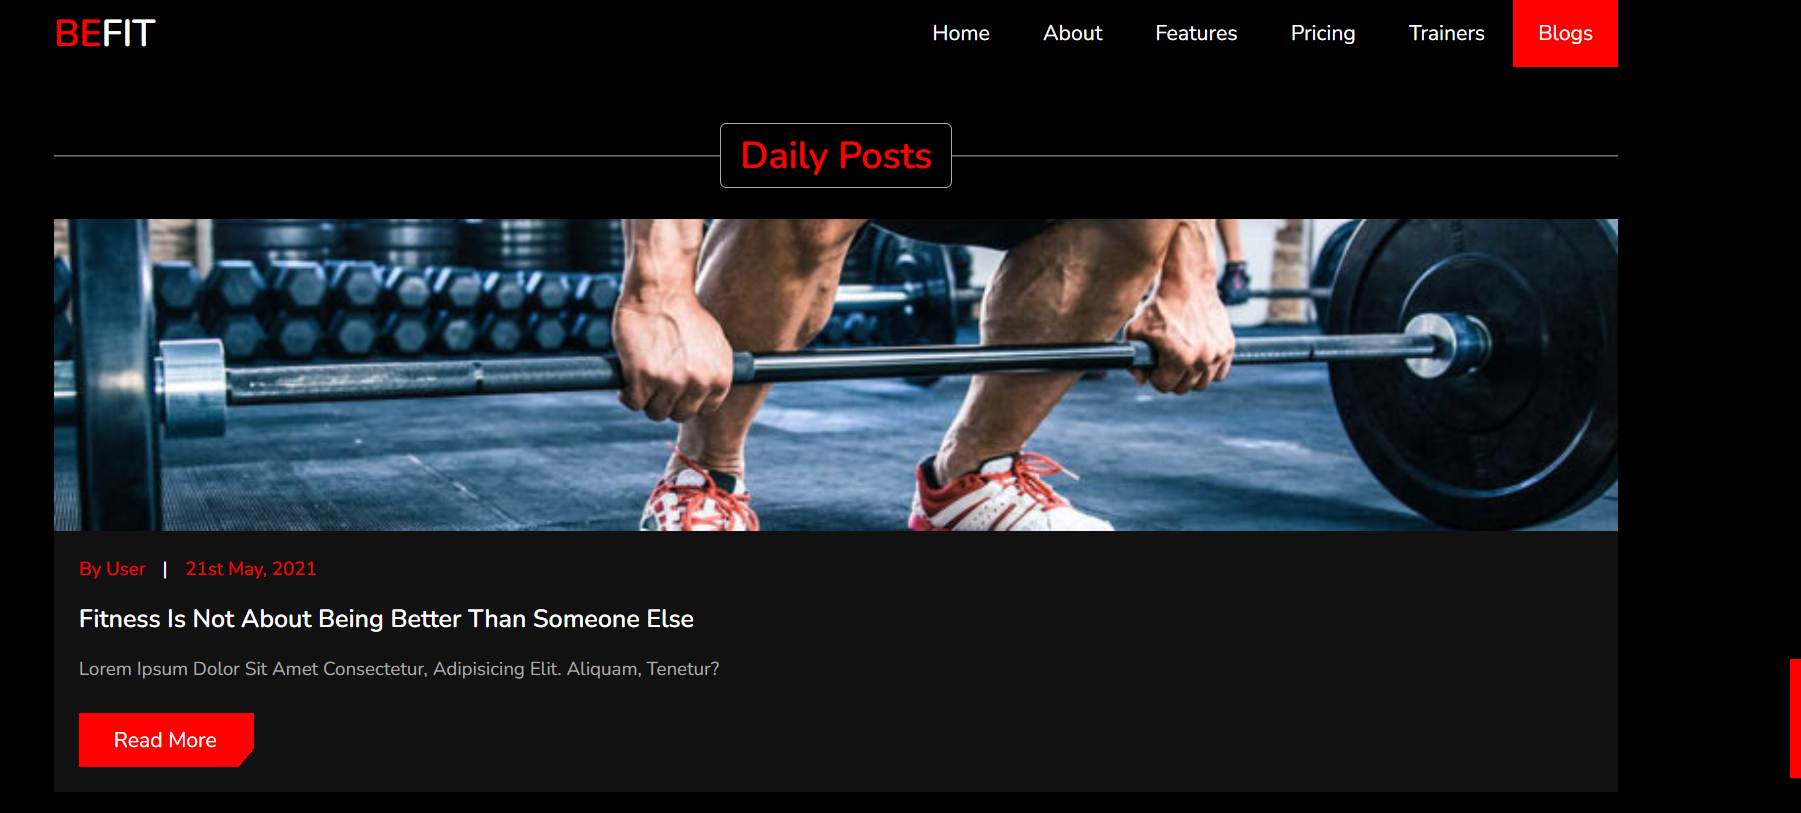 BEFIT
Home About Features Pricing Trainers Blogs
Daily Posts
By User | 21st May, 2021
Fitness Is Not About Being Better Than Someone Else
Lorem Ipsum Dolor Sit Amet Consectetur, Adipisicing Elit. Aliquam, Tenetur?
Read More